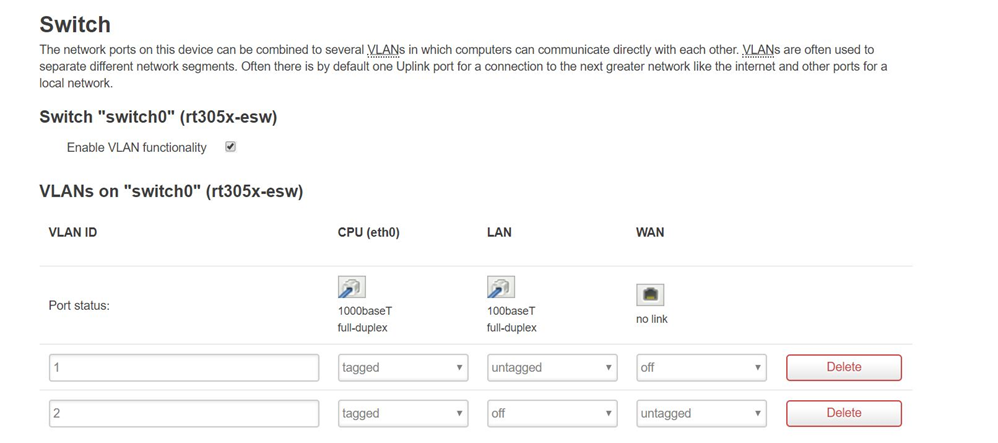 Switch
The network ports on this device can be combined to several VLANs in which computers can communicate directly with each other. VLANs are often used to
separate different network segments. Often there is by default one Uplink port for a connection to the next greater network like the internet and other ports for a
local network.
Switch "switch0" (rt305x-esw)
Enable VLAN functionality
VLANs on "switch0" (rt305x-esw)
VLAN ID CPU (eth0) LAN WAN
Port status: 1000baseT full-duplex 100baseT full-duplex no link
1 tagged untagged off Delete
2 tagged off untagged Delete